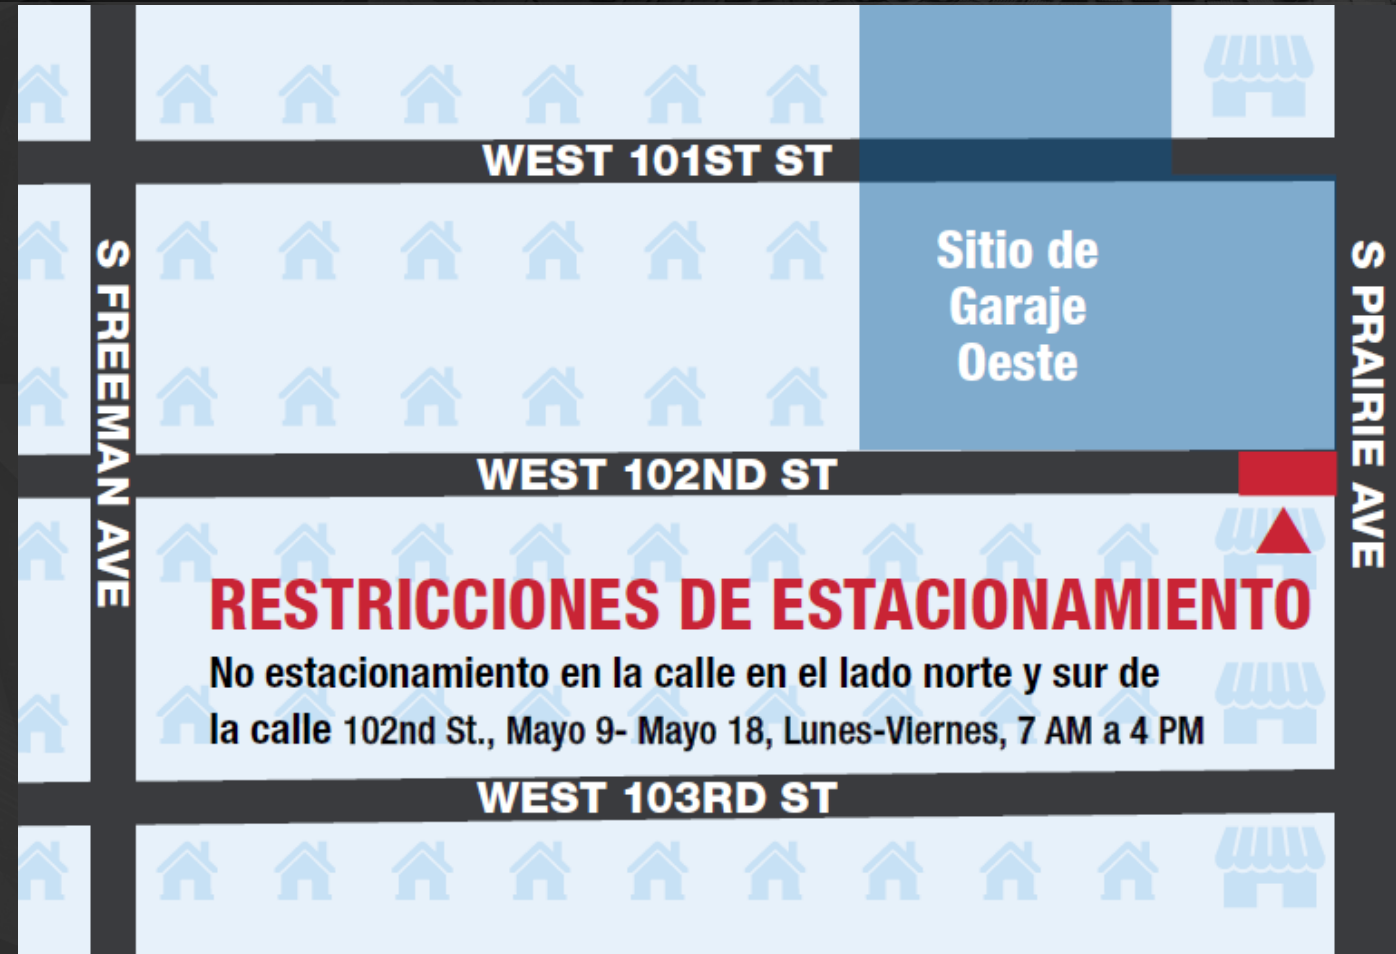 WEST 101ST ST
S FREEMAN AVE
Sitio de
Garaje
Oeste
S PRAIRIE AVE
WEST 102ND ST
RESTRICCIONES DE ESTACIONAMIENTO
No estacionamiento en la calle en el lado norte y sur de
la calle 102nd St., Mayo 9- Mayo 18, Lunes-Viernes, 7 AM a 4 PM
WEST 103RD ST